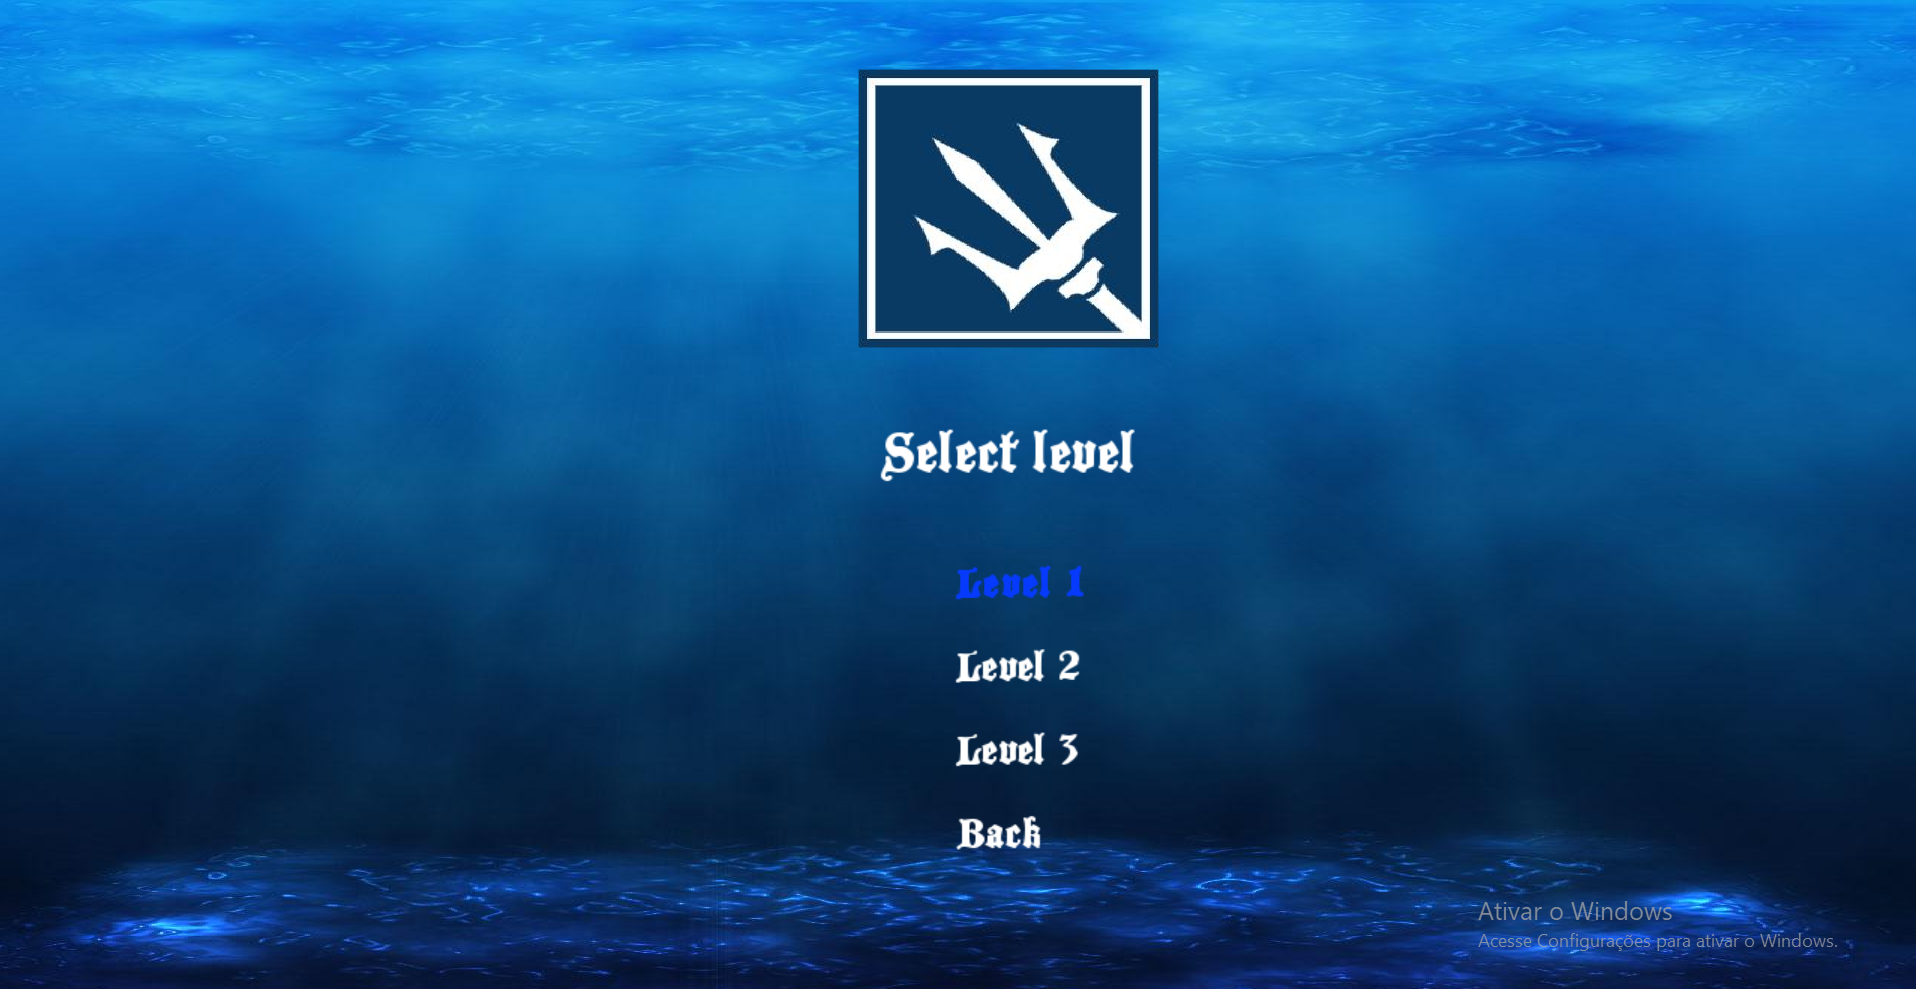 Select level
Level 1
Level 2
Level 3
Back
Ativar o Windows
Acesse Configurações para ativar o Windows.